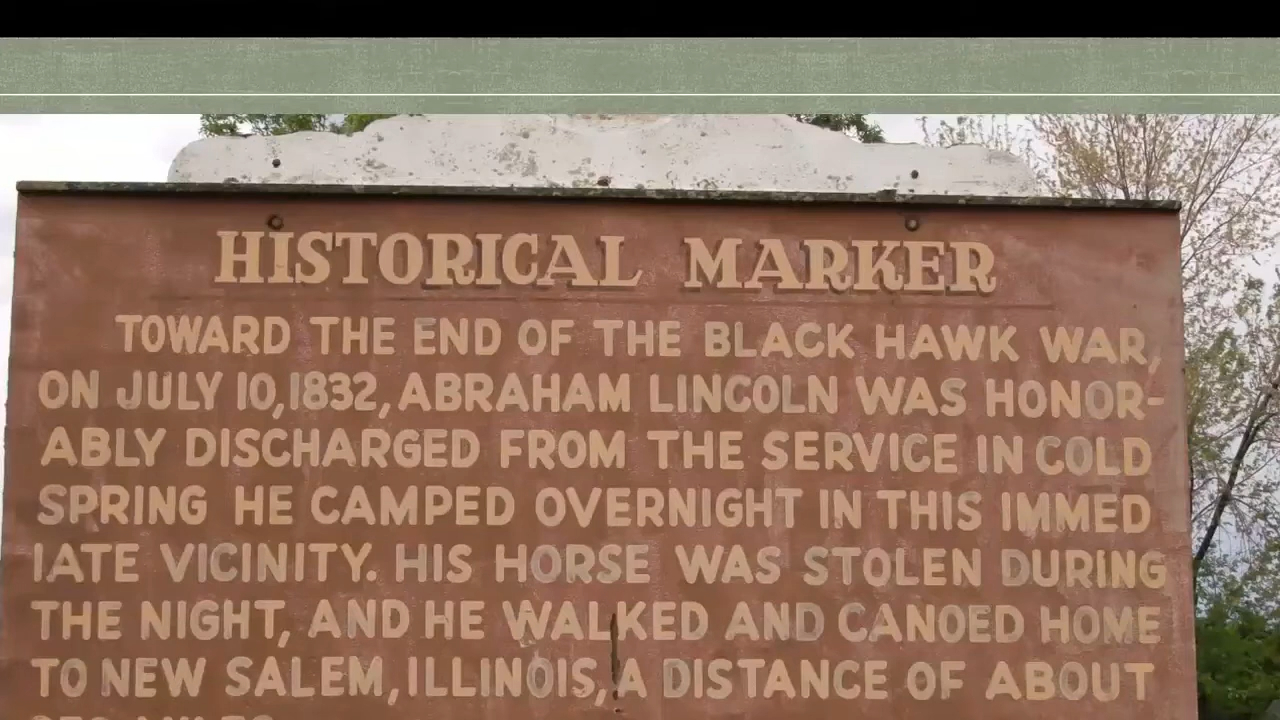 HISTORICAL MARKER
TOWARD THE END OF THE BLACK HAWK WAR,
ON JULY 10, 1832, ABRAHAM LINCOLN WAS HONOR-
ABLY DISCHARGED FROM THE SERVICE IN COLD
SPRING HE CAMPED OVERNIGHT IN THIS IMMED
IATE VICINITY. HIS HORSE WAS STOLEN DURING
THE NIGHT, AND HE WALKED AND CANOED HOME
TO NEW SALEM, ILLINOIS, A DISTANCE OF ABOUT